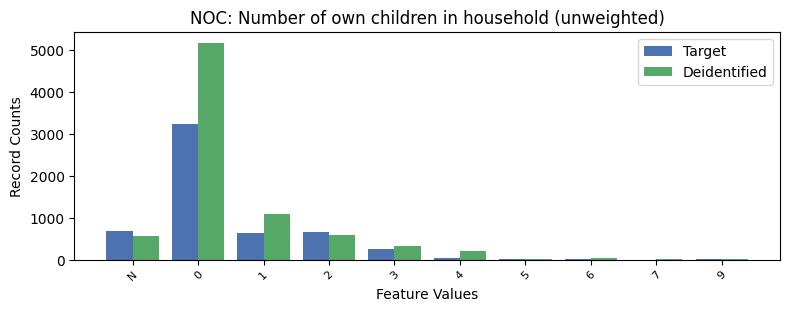 NOC: Number of own children in household (unweighted)
Target
Deidentified
Record Counts
5000
4000
3000
2000
1000
0
N 0 1 2 3 4 5 6 7 9
Feature Values